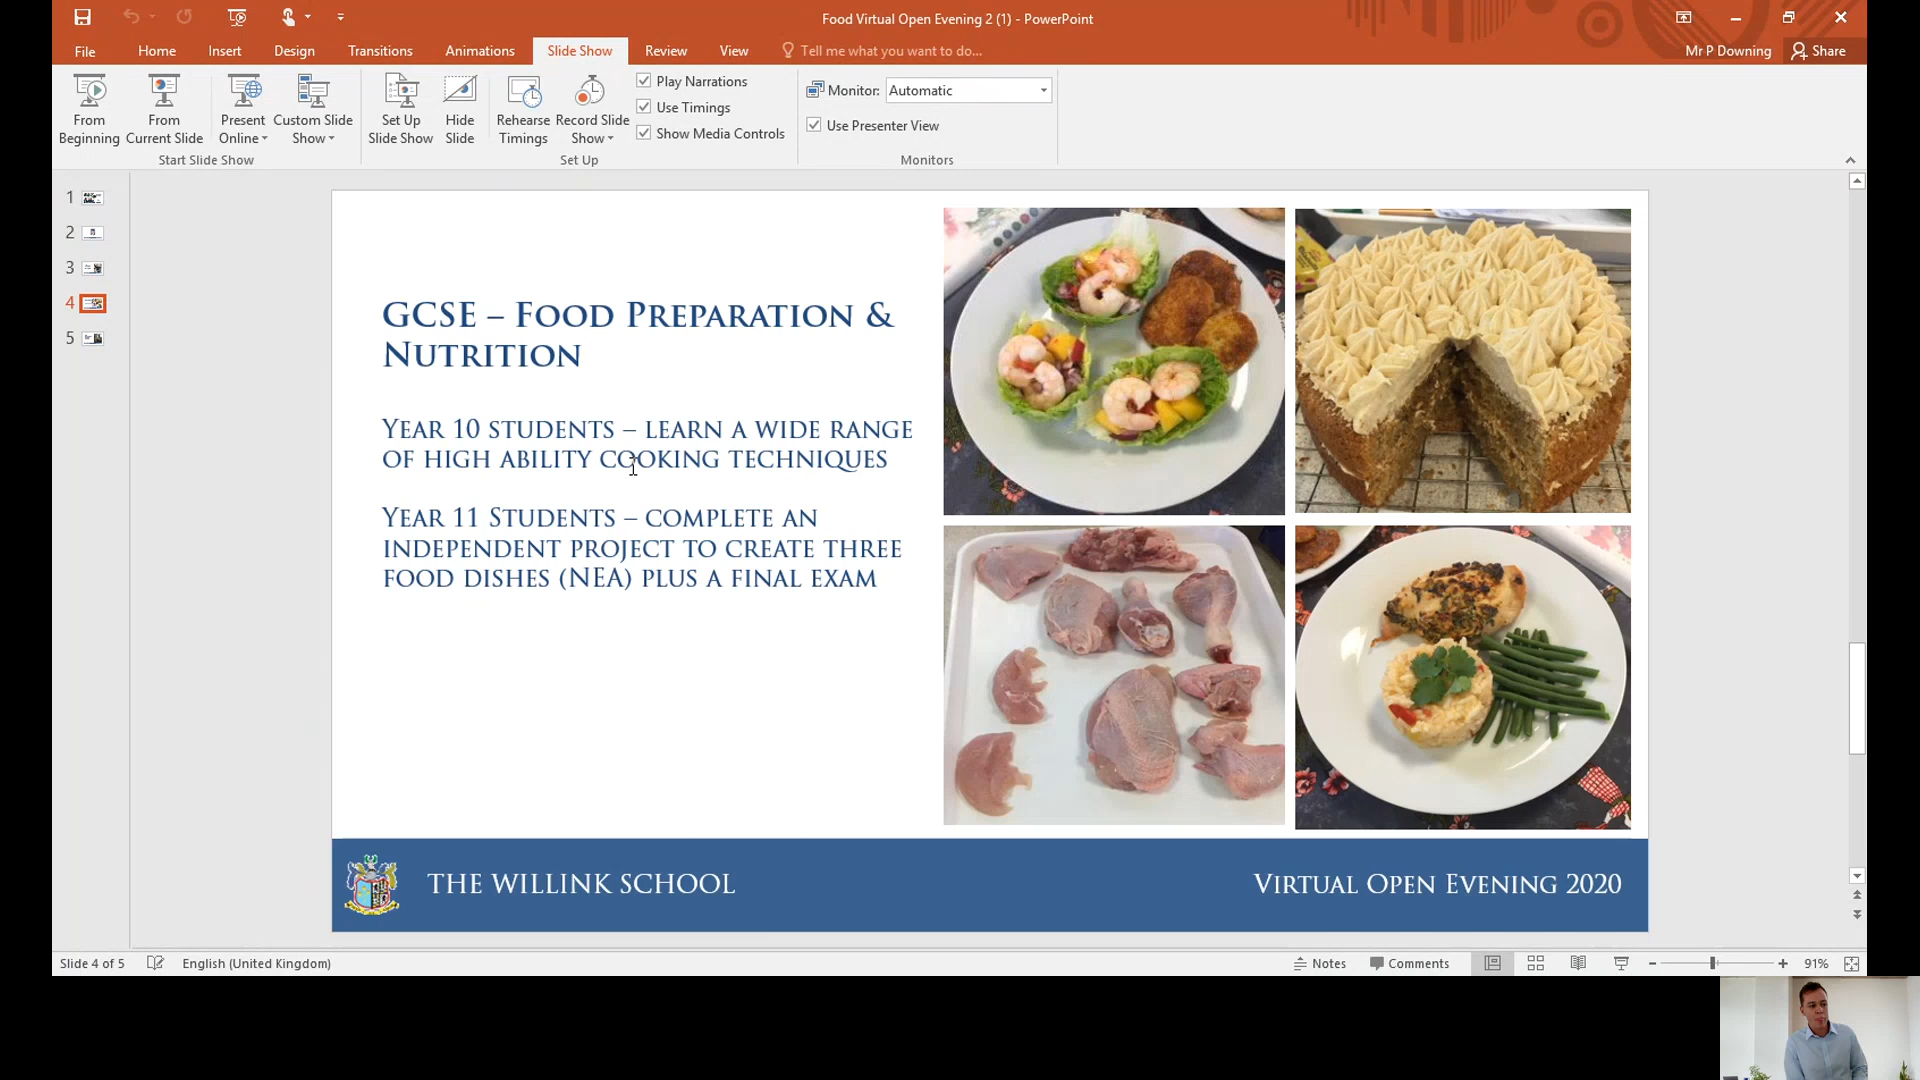 Food Virtual Open Evening 2 (1) - PowerPoint
File Home Insert Design Transitions Animations Slide Show Review View Tell me what you want to do... Mr P Downing Share
From Beginning
From Current Slide
Present Online
Custom Slide Show
Start Slide Show
Set Up Slide Show
Hide Slide
Rehearse Timings
Record Slide Show
Play Narrations
Use Timings
Show Media Controls
Set Up
Monitor: Automatic
Use Presenter View
Monitors
1
2
3
4
5
GCSE – Food Preparation &
Nutrition
Year 10 students – learn a wide range
of high ability cooking techniques
Year 11 Students – complete an
independent project to create three
food dishes (NEA) plus a final exam
THE WILLINK SCHOOL
Virtual Open Evening 2020
Slide 4 of 5 English (United Kingdom) Notes Comments 91%